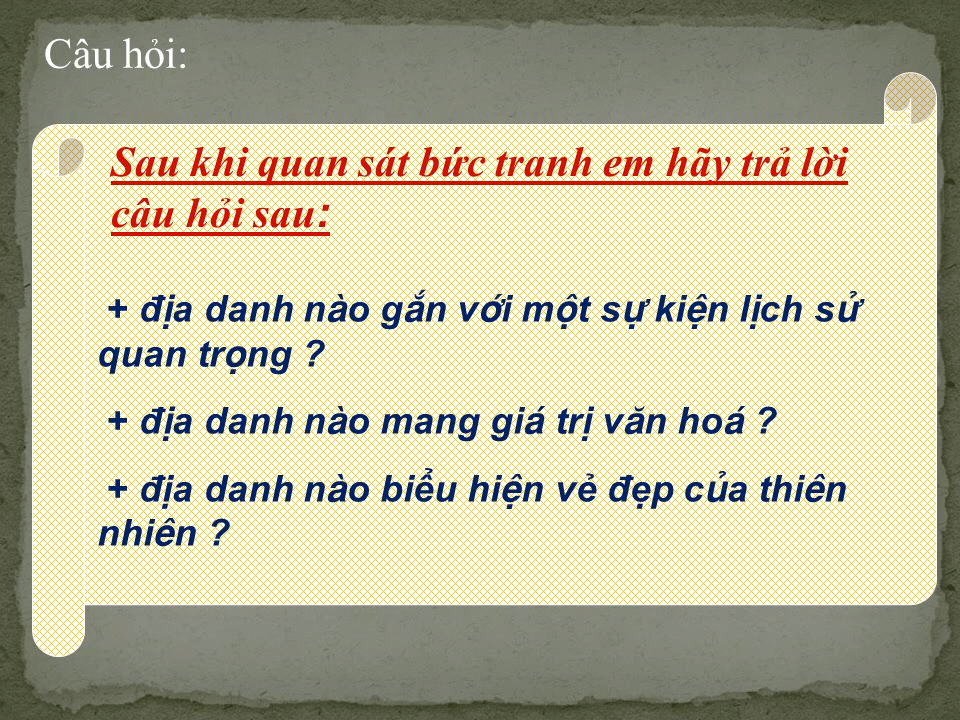 Câu hỏi:
Sau khi quan sát bức tranh em hãy trả lời
câu hỏi sau:
+ địa danh nào gắn với một sự kiện lịch sử
quan trọng ?
+ địa danh nào mang giá trị văn hoá ?
+ địa danh nào biểu hiện vẻ đẹp của thiên
nhiên ?